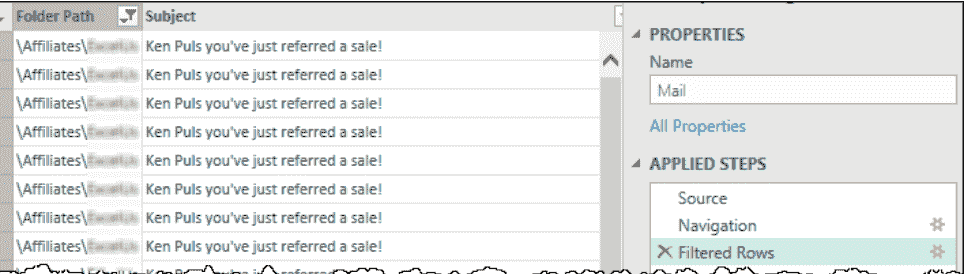 Folder Path Subject
\Affiliates\ Ken Puls you've just referred a sale!
\Affiliates\ Ken Puls you've just referred a sale!
\Affiliates\ Ken Puls you've just referred a sale!
\Affiliates\ Ken Puls you've just referred a sale!
\Affiliates\ Ken Puls you've just referred a sale!
\Affiliates\ Ken Puls you've just referred a sale!
\Affiliates\ Ken Puls you've just referred a sale!
\Affiliates\ Ken Puls you've just referred a sale!
PROPERTIES
Name
Mail
All Properties
APPLIED STEPS
Source
Navigation
Filtered Rows